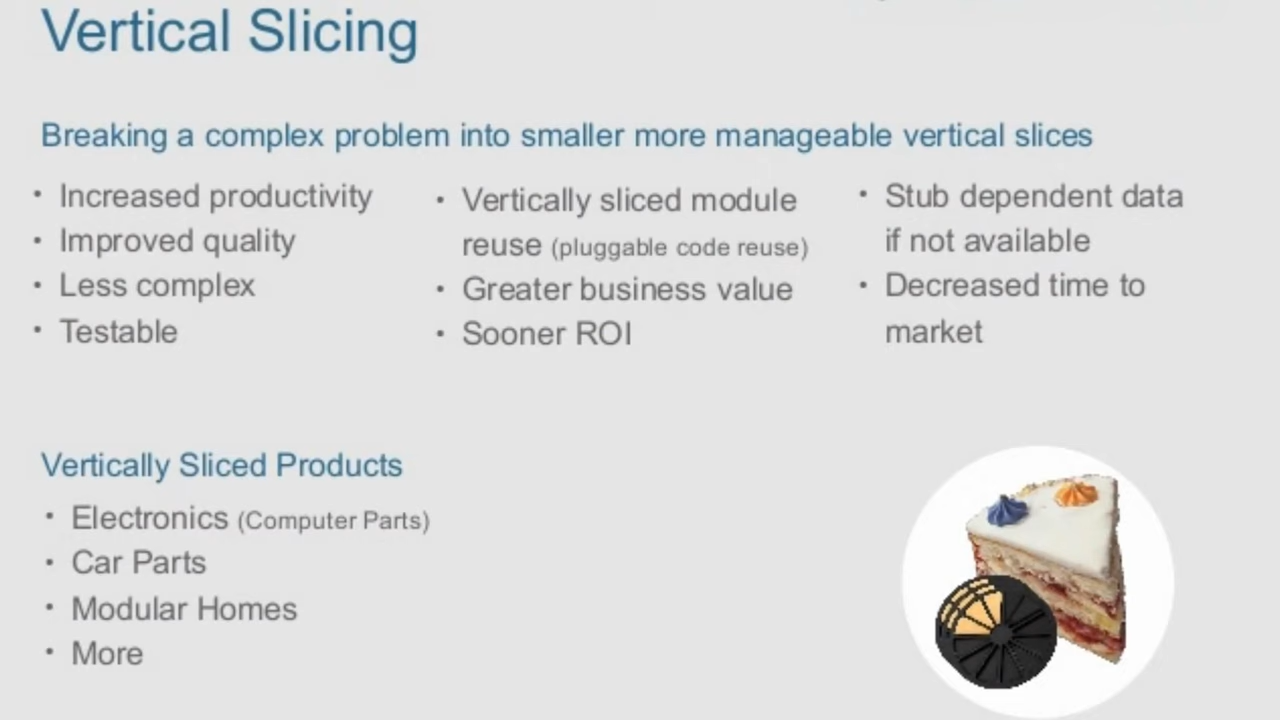 Vertical Slicing
Breaking a complex problem into smaller more manageable vertical slices
• Increased productivity
• Improved quality
• Less complex
• Testable
• Vertically sliced module
reuse (pluggable code reuse)
• Greater business value
• Sooner ROI
• Stub dependent data
if not available
• Decreased time to
market
Vertically Sliced Products
• Electronics (Computer Parts)
• Car Parts
• Modular Homes
• More